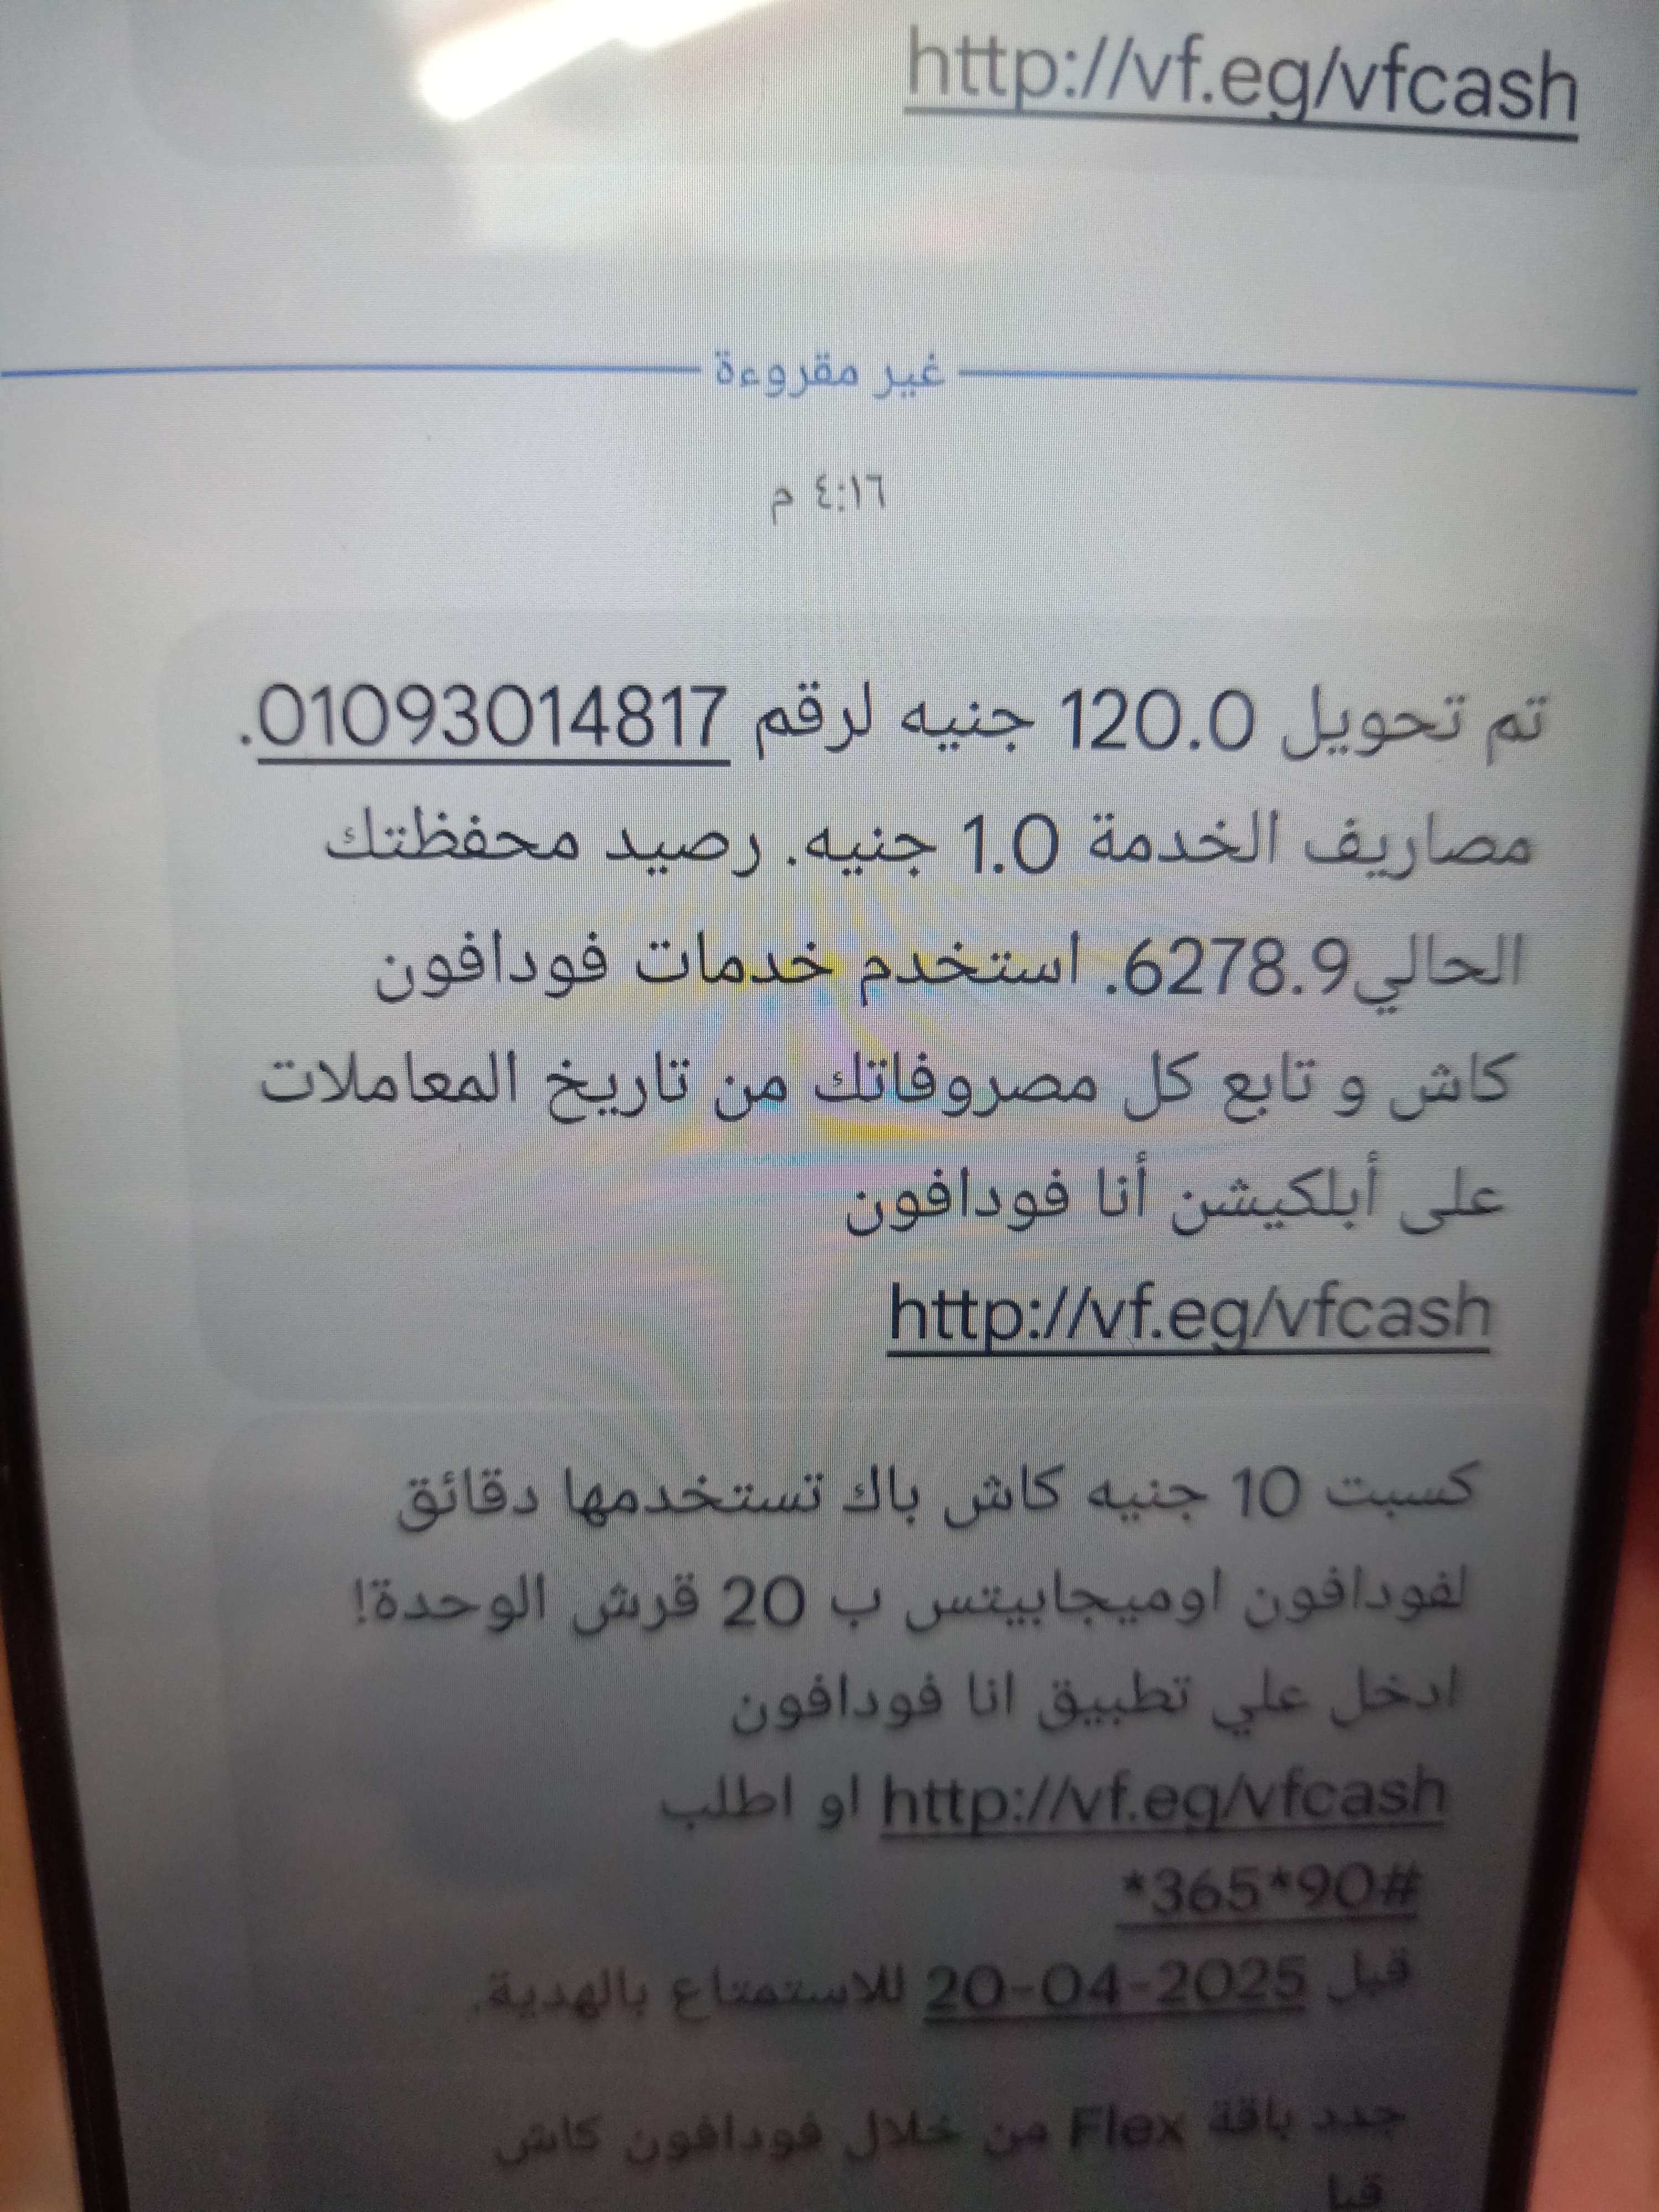 http://vf.eg/vfcash
غير مقروءة
٤:١٦ م
تم تحويل 120.0 جنيه لرقم 01093014817.
مصاريف الخدمة 1.0 جنيه. رصيد محفظتك
الحالي6278.9. استخدم خدمات فودافون
كاش و تابع كل مصروفاتك من تاريخ المعاملات
على أبلكيشن أنا فودافون
http://vf.eg/vfcash
كسبت 10 جنيه كاش باك تستخدمها دقائق
لفودافون اوميجابيتس ب 20 قرش الوحدة!
ادخل علي تطبيق انا فودافون
http://vf.eg/vfcash او اطلب
*365*90#
قبل 20-04-2025 للاستمتاع بالهدية.
جدد باقة Flex من خلال فودافون كاش